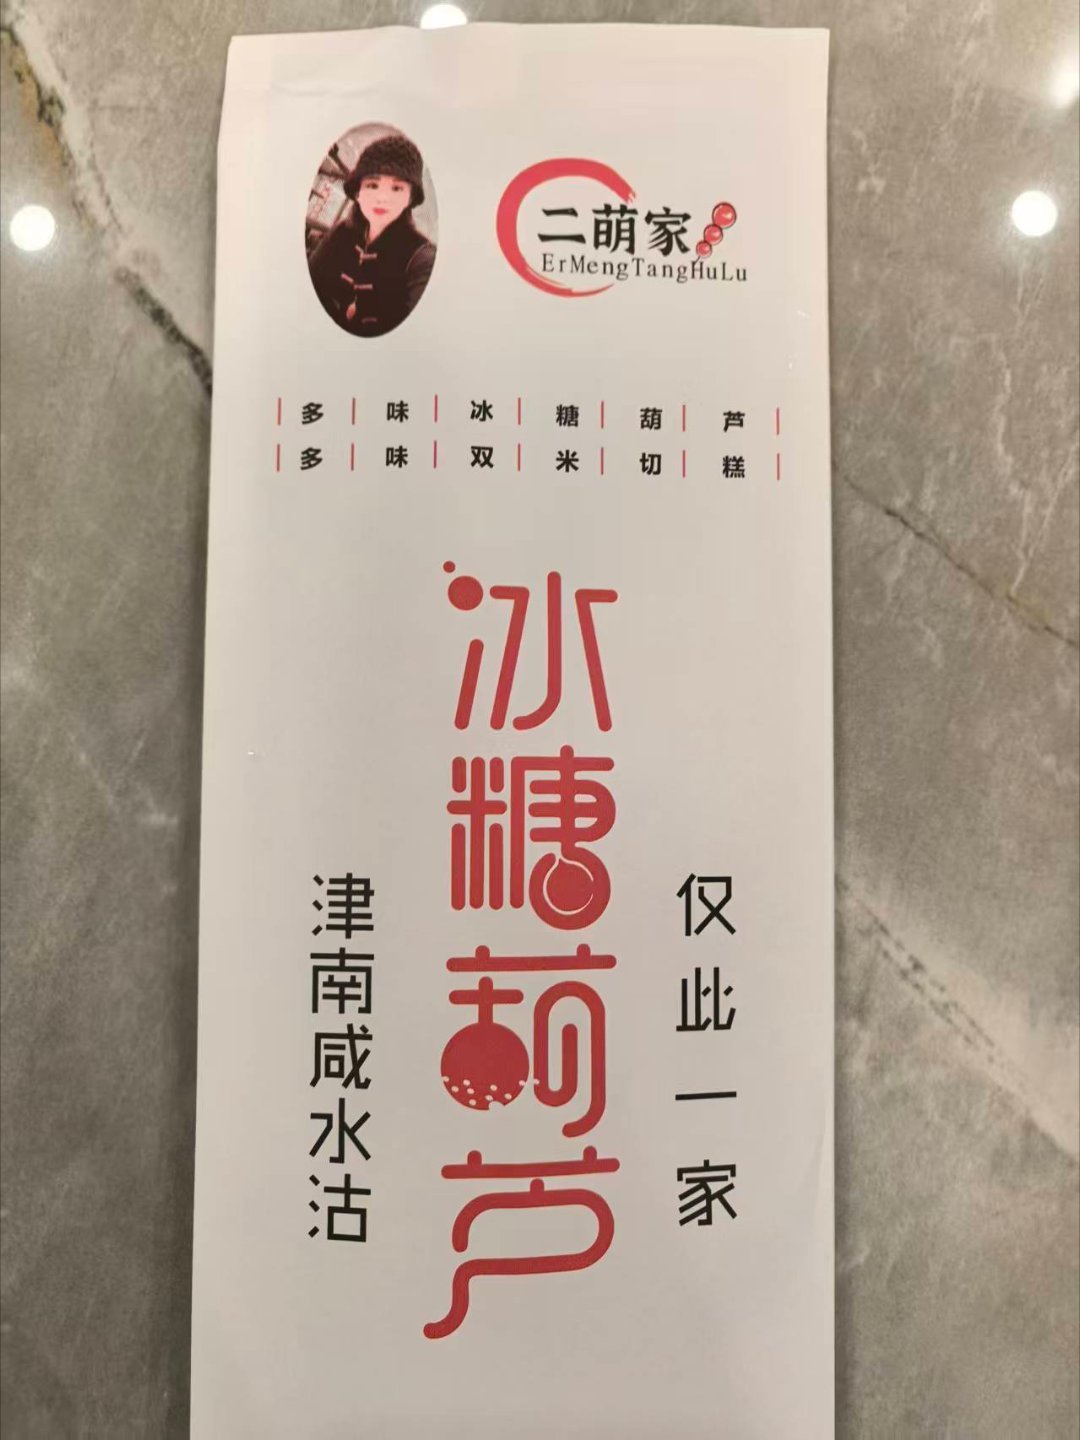 二萌家
ErMengTangHuLu
多味冰糖葫芦
多味双米切糕
冰糖葫芦
津南咸水沽
仅此一家